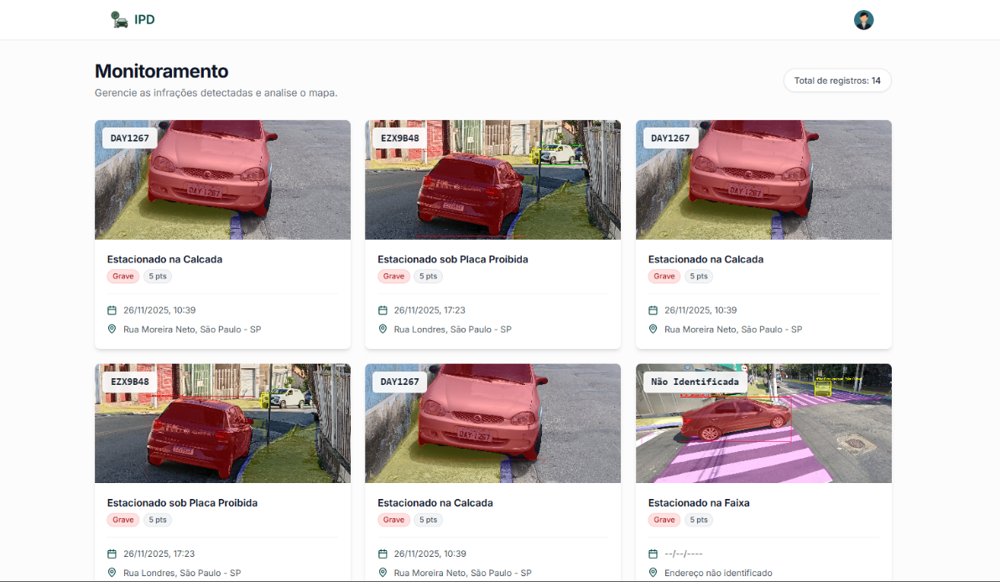 IPD
Monitoramento
Gerencie as infrações detectadas e analise o mapa.
Total de registros: 14
DAY1267
DAY 1267
Estacionado na Calcada
Grave 5 pts
26/11/2025, 10:39
Rua Moreira Neto, São Paulo - SP
EZX9B48
Estacionado sob Placa Proibida
Grave 5 pts
26/11/2025, 17:23
Rua Londres, São Paulo - SP
DAY1267
DAY 1267
Estacionado na Calcada
Grave 5 pts
26/11/2025, 10:39
Rua Moreira Neto, São Paulo - SP
EZX9B48
Estacionado sob Placa Proibida
Grave 5 pts
26/11/2025, 17:23
Rua Londres, São Paulo - SP
DAY1267
DAY 1267
Estacionado na Calcada
Grave 5 pts
26/11/2025, 10:39
Rua Moreira Neto, São Paulo - SP
Não Identificada
Estacionado na Faixa
Grave 5 pts
--/--/----
Endereço não identificado